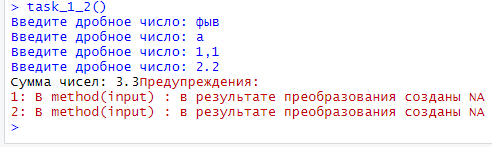 > task_1_2()
Введите дробное число: фыв
Введите дробное число: а
Введите дробное число: 1,1
Введите дробное число: 2.2
Сумма чисел: 3.3Предупреждения:
1: В method(input) : в результате преобразования созданы NA
2: В method(input) : в результате преобразования созданы NA
>